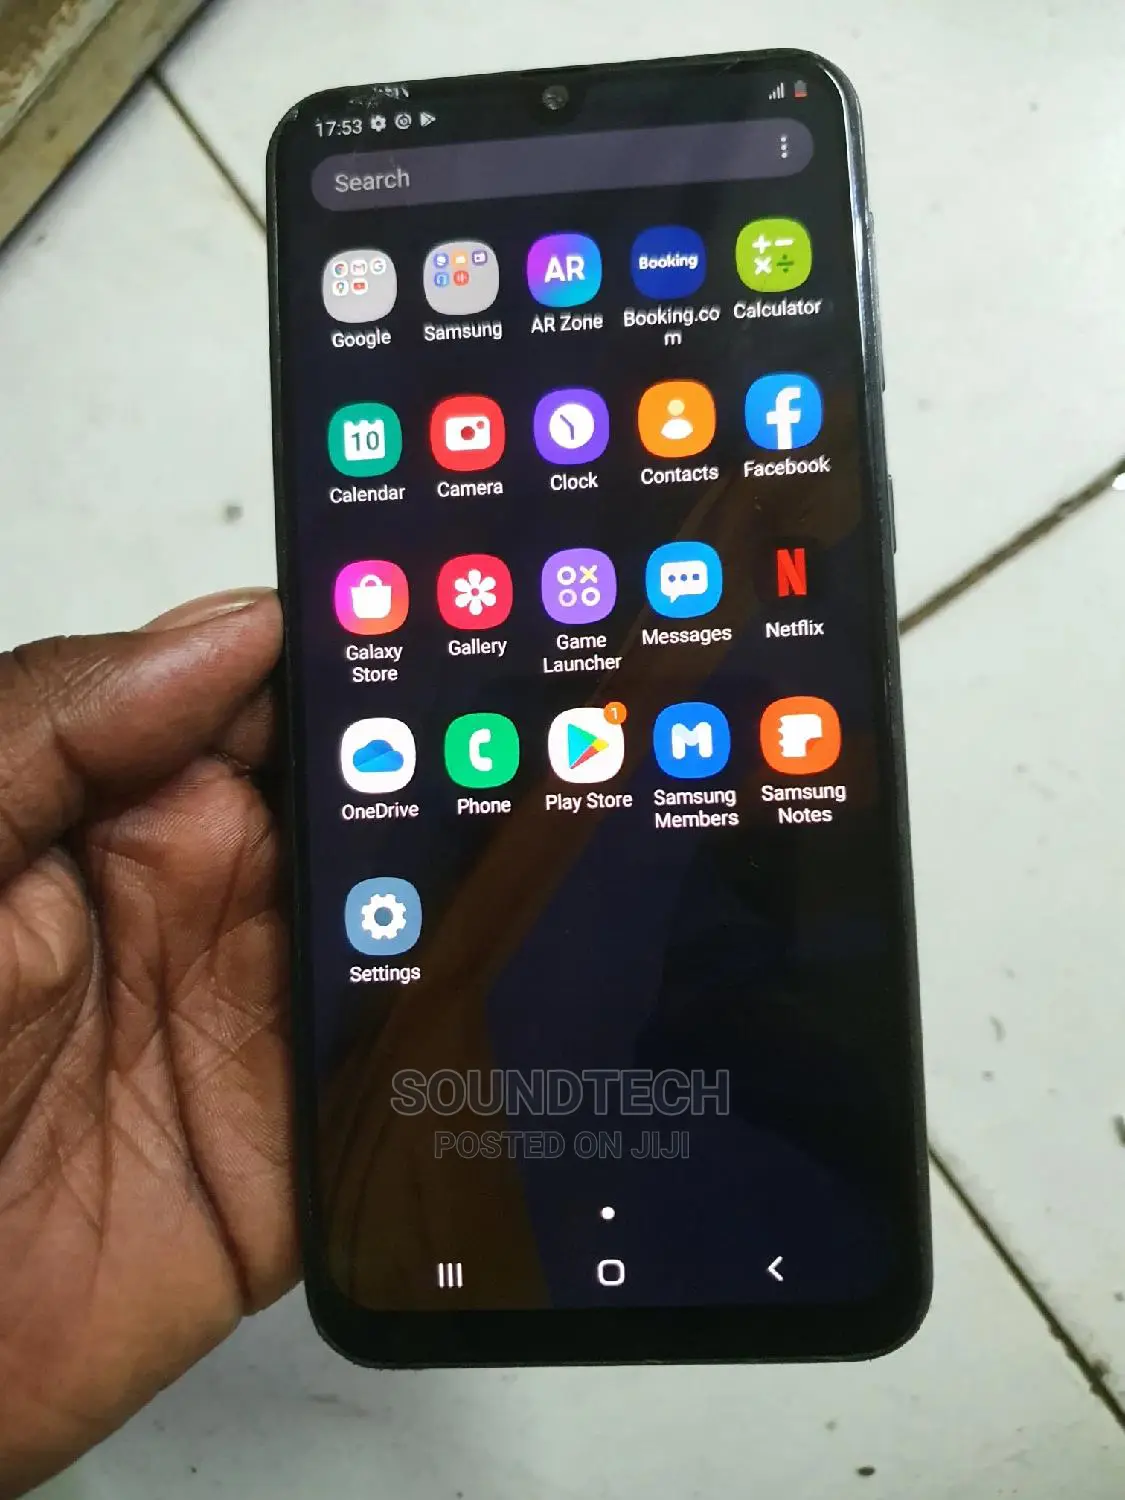 17:53
Search
Google
Samsung
AR
AR Zone
Booking
Booking.co
m
Calculator
10
Calendar
Camera
Clock
Contacts
Facebook
Galaxy
Store
Gallery
Game
Launcher
Messages
N
Netflix
OneDrive
Phone
1
Play Store
Samsung
Members
Samsung
Notes
Settings
SOUNDTECH
POSTED ON JIJI